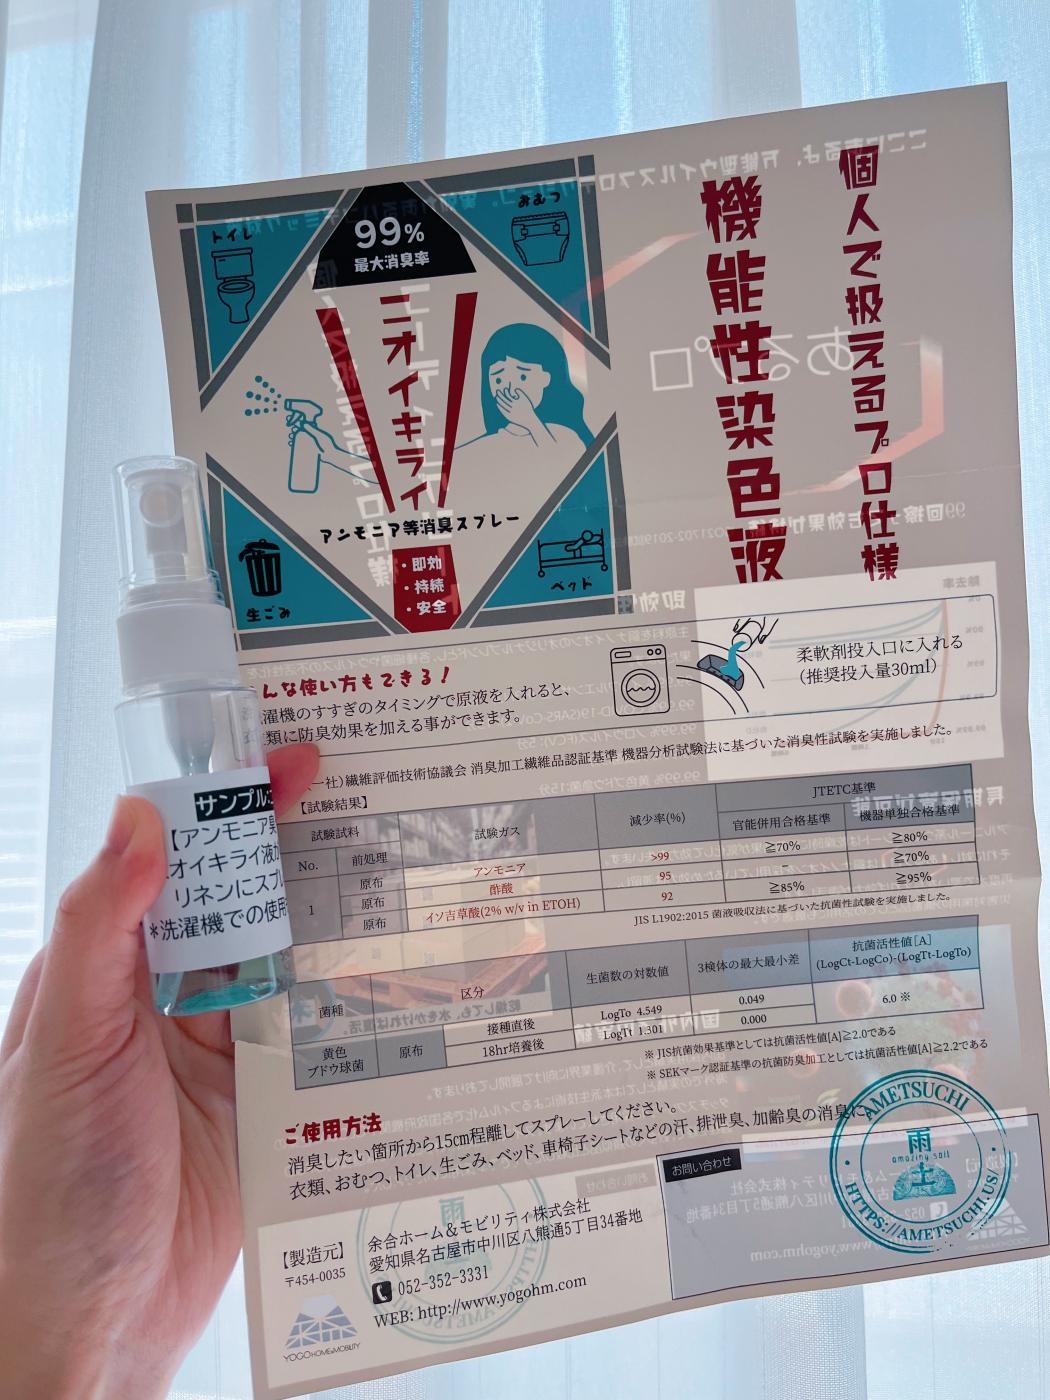 個人で扱えるプロ仕様
機能性染色液
トイレ
99%
最大消臭率
おむつ
ニオイキライ
アンモニア等消臭スプレー
・即効
・持続
・安全
生ごみ
ベッド
んな使い方もできる!
濯機のすすぎのタイミングで原液を入れると、
類に防臭効果を加える事ができます。
柔軟剤投入口に入れる
(推奨投入量30ml)
一社)繊維評価技術協議会 消臭加工繊維品認証基準 機器分析試験法に基づいた消臭性試験を実施しました。
【試験結果】
試験試料 試験ガス 減少率(%) JTETC基準
No. 前処理 官能併用合格基準 機器単独合格基準
1 原布 アンモニア >99 ≧70% ≧80%
原布 酢酸 95 - ≧70%
原布 イソ吉草酸(2% w/v in ETOH) 92 ≧85% ≧95%
JIS L1902:2015 菌液吸収法に基づいた抗菌性試験を実施しました。
菌種 区分 生菌数の対数値 3検体の最大最小差 抗菌活性値[A]
(LogCt-LogCo)-(LogTt-LogTo)
黄色
ブドウ球菌 原布 接種直後 LogTo 4.549 0.049 6.0 ※
18hr培養後 LogTt 1.301 0.000
※ JIS抗菌効果基準としては抗菌活性値[A]≧2.0である
※ SEKマーク認証基準の抗菌防臭加工としては抗菌活性値[A]≧2.2である
ご使用方法
消臭したい箇所から15cm程離してスプレーしてください。
衣類、おむつ、トイレ、生ごみ、ベッド、車椅子シートなどの汗、排泄臭、加齢臭の消臭に
【製造元】
〒454-0035
余合ホーム&モビリティ株式会社
愛知県名古屋市中川区八熊通5丁目34番地
052-352-3331
WEB: http://www.yogohm.com
YOGO HOME&MOBILITY
お問い合わせ
AMETSUCHI
雨
amazing soil
土
HTTPS://AMETSUCHI.US
サンプル
【アンモニア臭
オイキライ液
リネンにスプレ
*洗濯機での使用